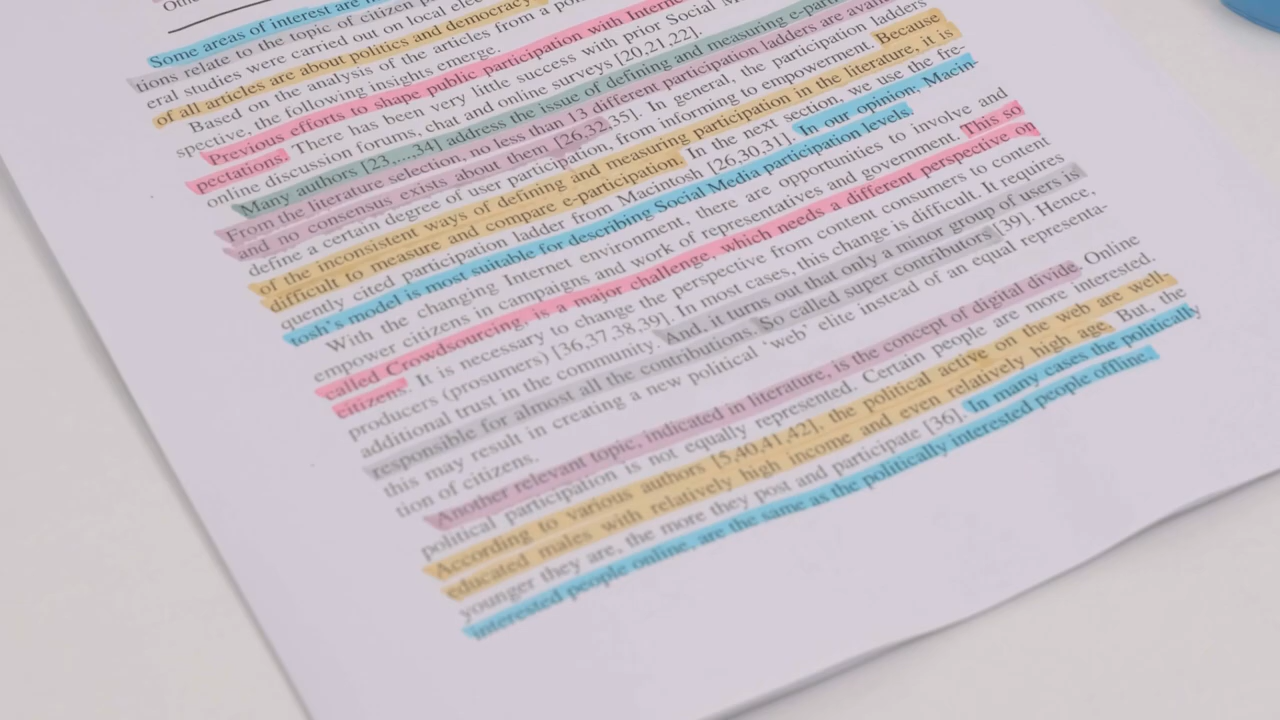 Some areas of interest are
tions relate to the topic of citizen
eral studies were carried out on local
of all articles are about politics and democracy.
Based on the analysis of the articles from a
spective, the following insights emerge.
Previous efforts to shape public participation with
pectations. There has been very little success with prior Social
online discussion forums, chat and online surveys [20,21,22].
Many authors [23,...,34] address the issue of defining and measuring
From the literature selection, no less than 13 different participation ladders are
and no consensus exists about them [26,32,35]. In general, the participation ladders
define a certain degree of user participation, from informing to empowerment. Because
of the inconsistent ways of defining and measuring participation in the literature, it is
difficult to measure and compare e-participation. In the next section, we use the fre-
quently cited participation ladder from Macintosh [26,30,31]. In our opinion, Macin-
tosh's model is most suitable for describing Social Media participation levels.
With the changing Internet environment, there are opportunities to involve and
empower citizens in campaigns and work of representatives and government. This so
called Crowdsourcing, is a major challenge, which needs a different perspective on
citizens. It is necessary to change the perspective from content consumers to content
producers (prosumers) [36,37,38,39]. In most cases, this change is difficult. It requires
additional trust in the community. And, it turns out that only a minor group of users is
responsible for almost all the contributions. So called super contributors [39]. Hence,
this may result in creating a new political 'web' elite instead of an equal representa-
tion of citizens.
Another relevant topic, indicated in literature, is the concept of digital divide. Online
political participation is not equally represented. Certain people are more interested.
According to various authors [5,40,41,42], the political active on the web are well-
educated males with relatively high income and even relatively high age. But, the
younger they are, the more they post and participate [36]. In many cases the politically
interested people online, are the same as the politically interested people offline.